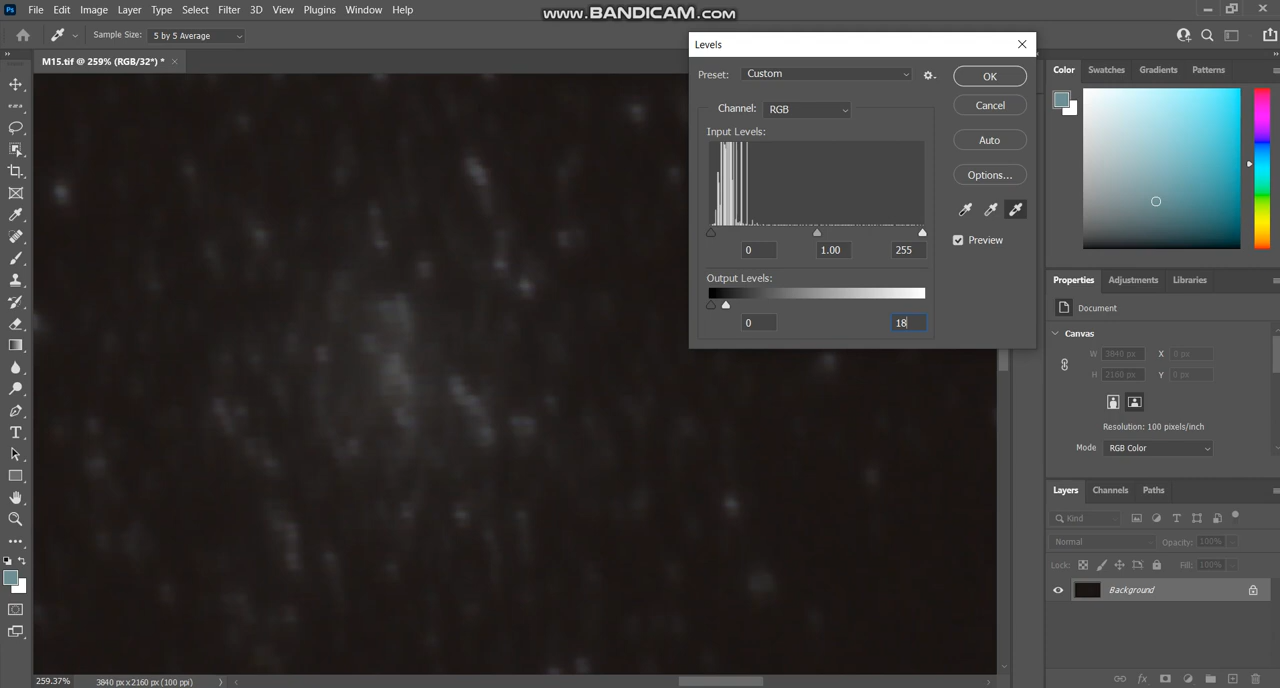 Ps File Edit Image Layer Type Select Filter 3D View Plugins Window Help
www.BANDICAM.com
Sample Size: 5 by 5 Average
M15.tif @ 259% (RGB/32*) * ×
Levels
Preset: Custom
OK
Channel: RGB
Cancel
Input Levels:
Auto
Options...
Preview
0 1.00 255
Output Levels:
0 18
Color Swatches Gradients Patterns
Properties Adjustments Libraries
Document
Canvas
W 3840 px X 0 px
H 2160 px Y 0 px
Resolution: 100 pixels/inch
Mode RGB Color
Layers Channels Paths
Kind
Normal Opacity: 100%
Lock: Fill: 100%
Background
259.37% 3840 px x 2160 px (100 ppi)